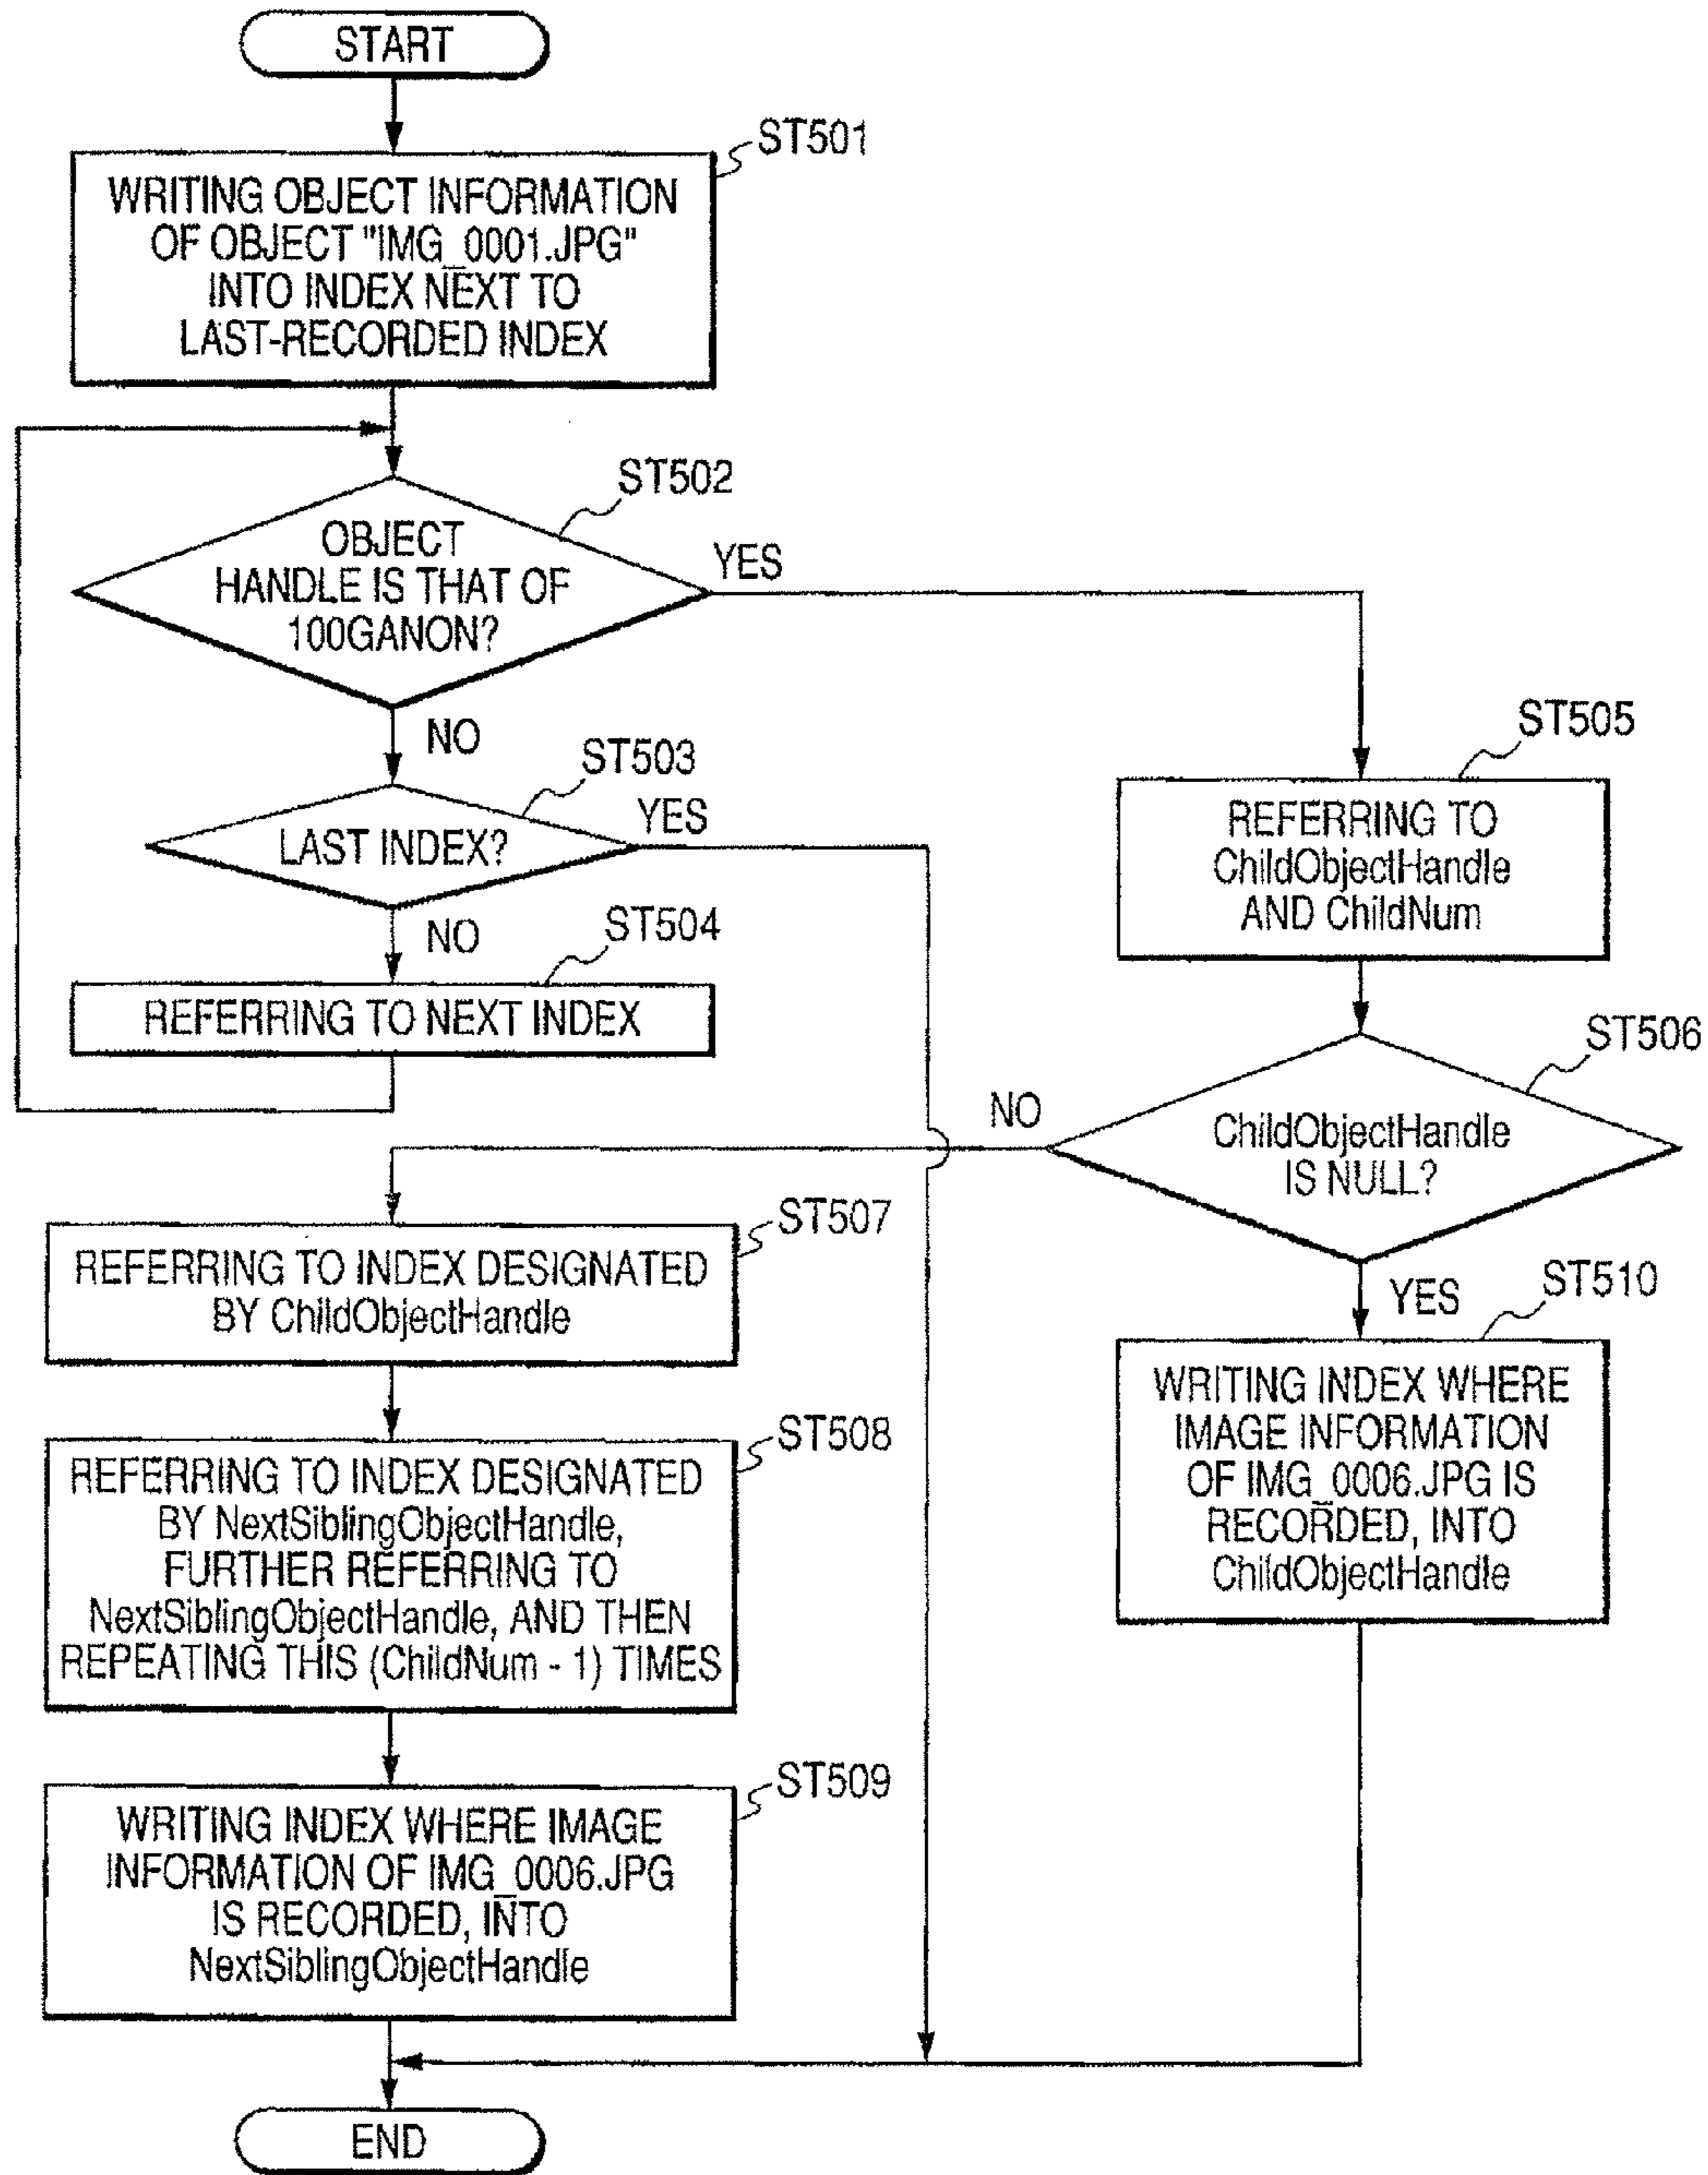 START
ST501
WRITING OBJECT INFORMATION
OF OBJECT "IMG_0001.JPG"
INTO INDEX NEXT TO
LAST-RECORDED INDEX
ST502
OBJECT
HANDLE IS THAT OF
100GANON?
YES
NO
ST503
LAST INDEX?
YES
NO
ST504
REFERRING TO NEXT INDEX
ST505
REFERRING TO
ChildObjectHandle
AND ChildNum
ST506
ChildObjectHandle
IS NULL?
NO
YES
ST507
REFERRING TO INDEX DESIGNATED
BY ChildObjectHandle
ST508
REFERRING TO INDEX DESIGNATED
BY NextSiblingObjectHandle,
FURTHER REFERRING TO
NextSiblingObjectHandle, AND THEN
REPEATING THIS (ChildNum - 1) TIMES
ST509
WRITING INDEX WHERE IMAGE
INFORMATION OF IMG_0006.JPG
IS RECORDED, INTO
NextSiblingObjectHandle
ST510
WRITING INDEX WHERE
IMAGE INFORMATION
OF IMG_0006.JPG IS
RECORDED, INTO
ChildObjectHandle
END